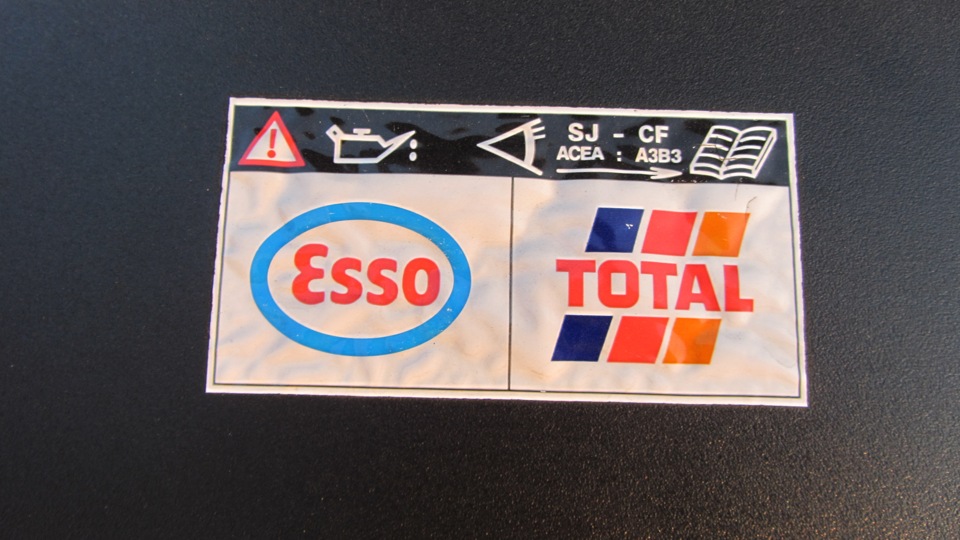 SJ - CF
ACEA : A3B3
Esso
TOTAL